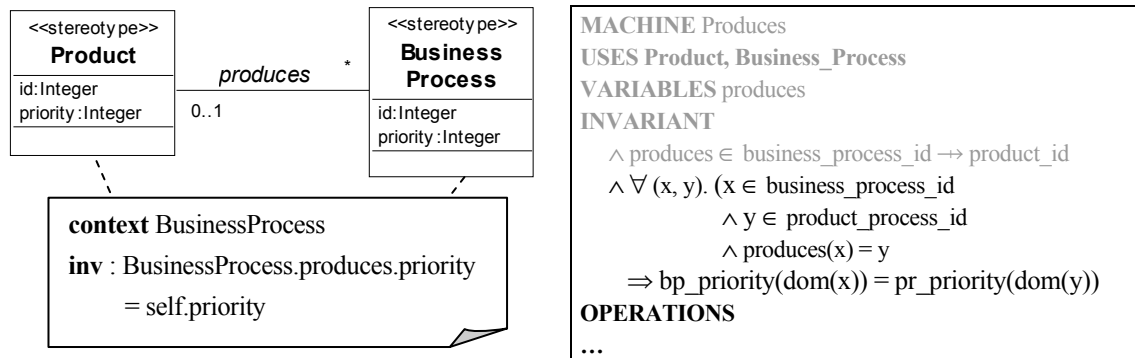 <<stereotype>>
Product
id:Integer
priority:Integer
produces
*
0..1
<<stereotype>>
Business
Process
id:Integer
priority:Integer
context BusinessProcess
inv : BusinessProcess.produces.priority
= self.priority
MACHINE Produces
USES Product, Business_Process
VARIABLES produces
INVARIANT
∧ produces ∈ business_process_id ⇸ product_id
∧ ∀ (x, y). (x ∈ business_process_id
∧ y ∈ product_process_id
∧ produces(x) = y
⇒ bp_priority(dom(x)) = pr_priority(dom(y))
OPERATIONS
…